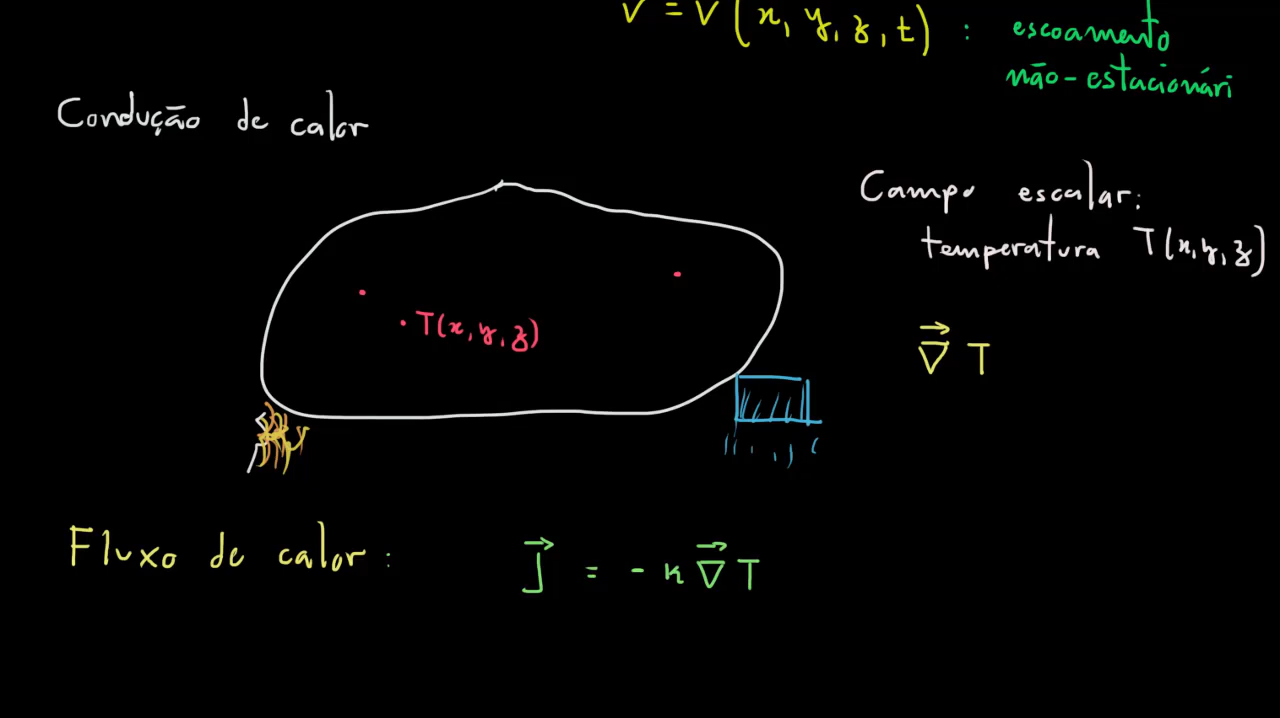 V = V (x, y, z, t) : escoamento
não-estacionári
Condução de calor
Campo escalar:
temperatura T(x, y, z)
T(x, y, z)
∇⃗ T
Fluxo de calor: J⃗ = - κ ∇⃗ T